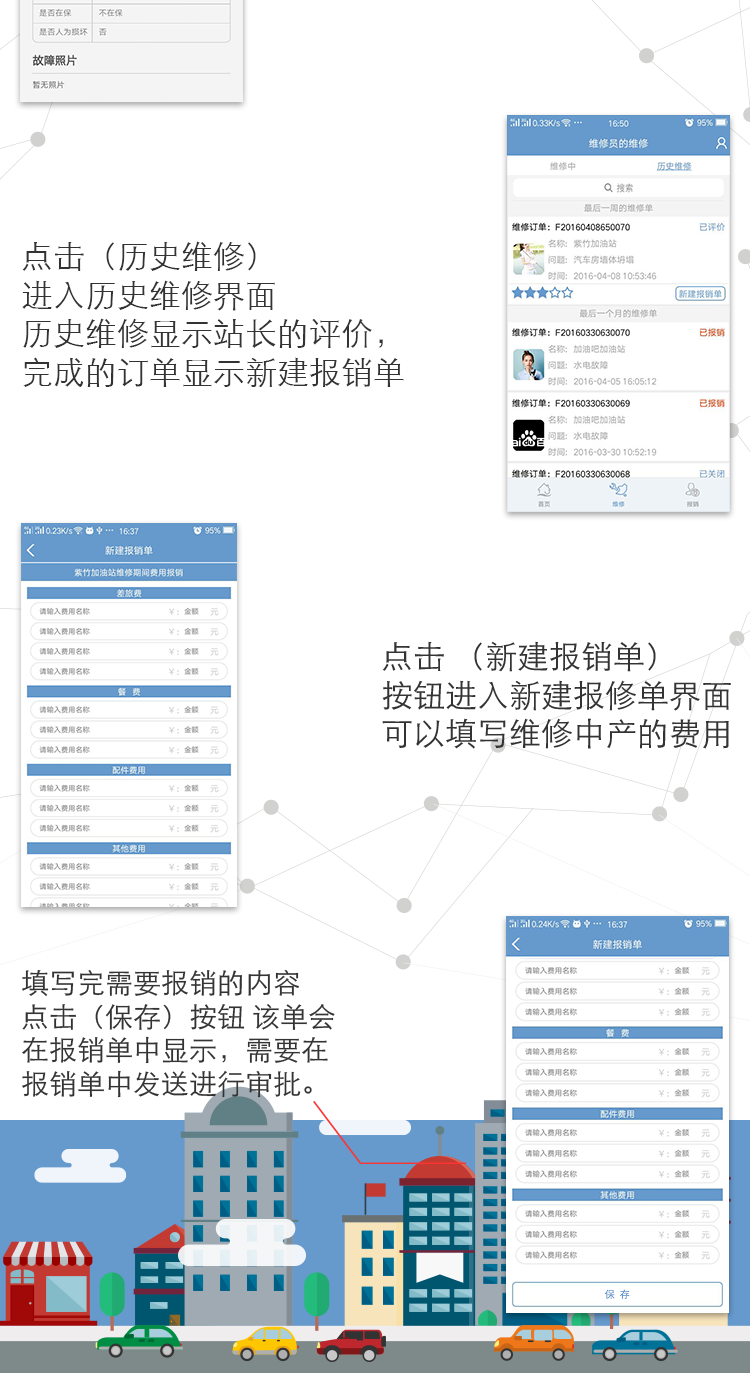 是否在保 不在保
是否人为损坏 否
故障照片
暂无照片
0.33K/s 16:50 95%
维修员的维修
维修中 历史维修
搜索
最后一周的维修单
维修订单：F20160408650070 已评价
名称：紫竹加油站
问题：汽车房墙体坍塌
时间：2016-04-08 10:53:46
新建报销单
最后一个月的维修单
维修订单：F20160330630070 已报销
名称：加油吧加油站
问题：水电故障
时间：2016-04-05 16:05:12
维修订单：F20160330630069 已报销
名称：加油吧加油站
问题：水电故障
时间：2016-03-30 10:52:19
维修订单：F20160330630068 已关闭
首页 维修 报销
点击（历史维修）
进入历史维修界面
历史维修显示站长的评价，
完成的订单显示新建报销单
0.23K/s 16:37 95%
新建报销单
紫竹加油站维修期间费用报销
差旅费
请输入费用名称 ￥：金额 元
请输入费用名称 ￥：金额 元
请输入费用名称 ￥：金额 元
请输入费用名称 ￥：金额 元
餐 费
请输入费用名称 ￥：金额 元
请输入费用名称 ￥：金额 元
请输入费用名称 ￥：金额 元
配件费用
请输入费用名称 ￥：金额 元
请输入费用名称 ￥：金额 元
请输入费用名称 ￥：金额 元
其他费用
请输入费用名称 ￥：金额 元
请输入费用名称 ￥：金额 元
请输入费用名称 ￥：金额 元
点击 （新建报销单）
按钮进入新建报修单界面
可以填写维修中产的费用
填写完需要报销的内容
点击（保存）按钮 该单会
在报销单中显示，需要在
报销单中发送进行审批。
0.24K/s 16:37 95%
新建报销单
请输入费用名称 ￥：金额 元
请输入费用名称 ￥：金额 元
请输入费用名称 ￥：金额 元
餐 费
请输入费用名称 ￥：金额 元
请输入费用名称 ￥：金额 元
请输入费用名称 ￥：金额 元
配件费用
请输入费用名称 ￥：金额 元
请输入费用名称 ￥：金额 元
请输入费用名称 ￥：金额 元
其他费用
请输入费用名称 ￥：金额 元
请输入费用名称 ￥：金额 元
请输入费用名称 ￥：金额 元
保 存